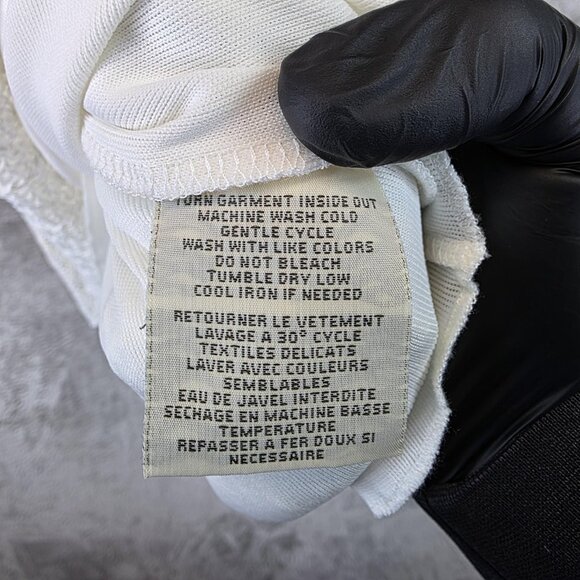 TURN GARMENT INSIDE OUT
MACHINE WASH COLD
GENTLE CYCLE
WASH WITH LIKE COLORS
DO NOT BLEACH
TUMBLE DRY LOW
COOL IRON IF NEEDED
RETOURNER LE VETEMENT
LAVAGE A 30° CYCLE
TEXTILES DELICATS
LAVER AVEC COULEURS
SEMBLABLES
EAU DE JAVEL INTERDITE
SECHAGE EN MACHINE BASSE
TEMPERATURE
REPASSER A FER DOUX SI
NECESSAIRE